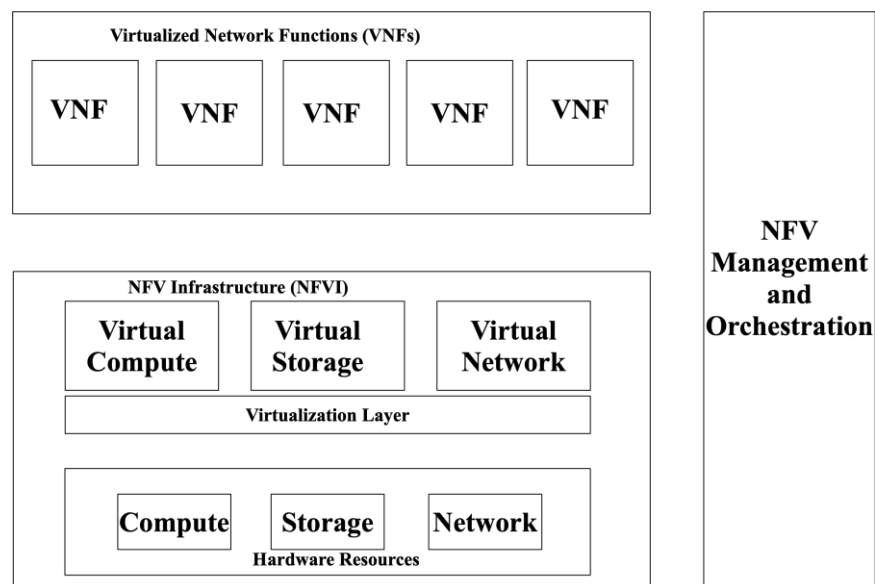 Virtualized Network Functions (VNFs)
VNF VNF VNF VNF VNF
NFV Infrastructure (NFVI)
Virtual
Compute
Virtual
Storage
Virtual
Network
Virtualization Layer
Compute Storage Network
Hardware Resources
NFV
Management
and
Orchestration